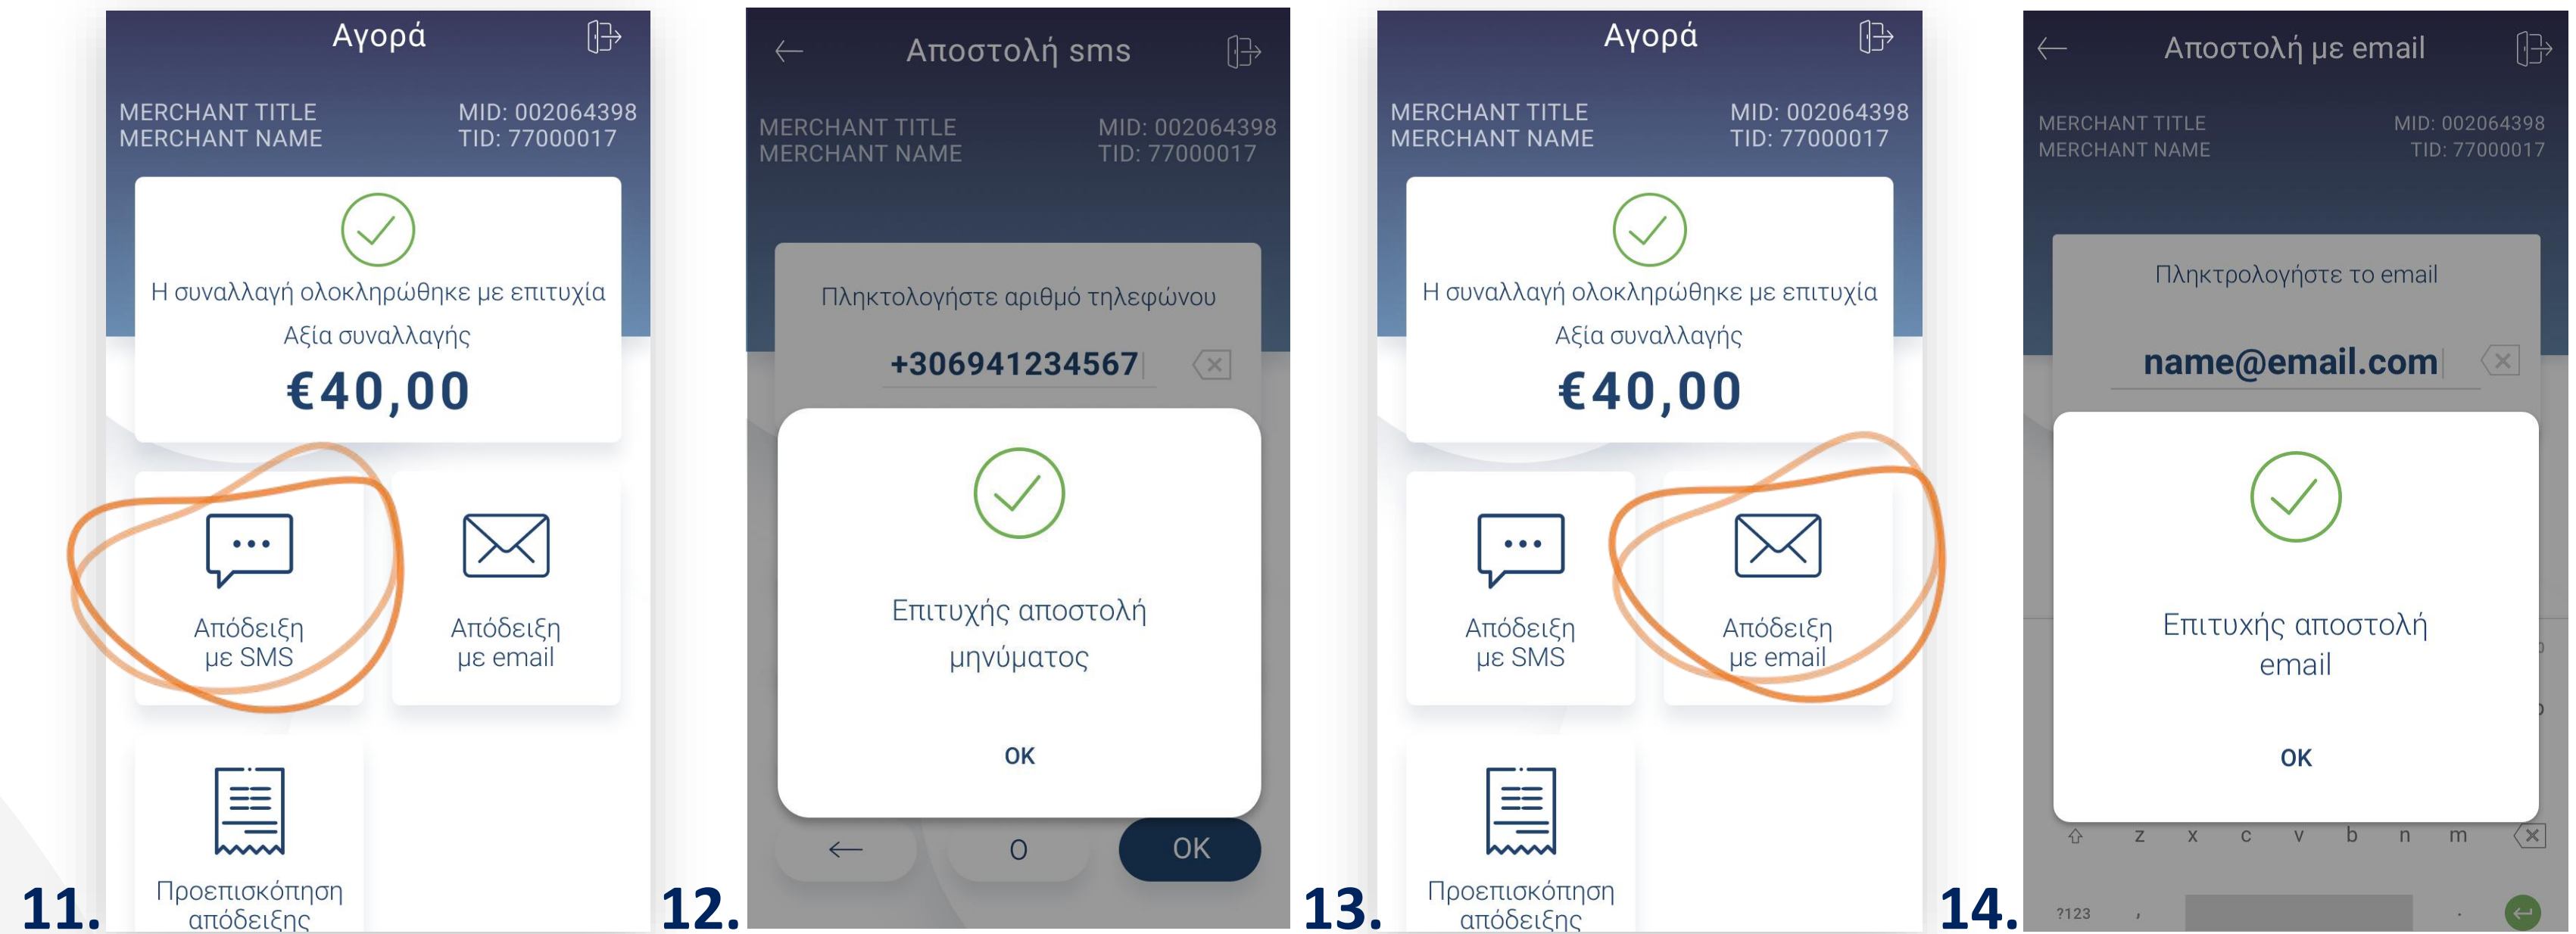 Αγορά
MERCHANT TITLE MID: 002064398
MERCHANT NAME TID: 77000017
Η συναλλαγή ολοκληρώθηκε με επιτυχία
Αξία συναλλαγής
€40,00
Απόδειξη
με SMS
Απόδειξη
με email
Προεπισκόπηση
απόδειξης
11.
Αποστολή sms
MERCHANT TITLE MID: 002064398
MERCHANT NAME TID: 77000017
Πληκτολογήστε αριθμό τηλεφώνου
+306941234567
Επιτυχής αποστολή
μηνύματος
OK
0 OK
12.
Αγορά
MERCHANT TITLE MID: 002064398
MERCHANT NAME TID: 77000017
Η συναλλαγή ολοκληρώθηκε με επιτυχία
Αξία συναλλαγής
€40,00
Απόδειξη
με SMS
Απόδειξη
με email
Προεπισκόπηση
απόδειξης
13.
Αποστολή με email
MERCHANT TITLE MID: 002064398
MERCHANT NAME TID: 77000017
Πληκτρολογήστε το email
name@email.com
Επιτυχής αποστολή
email
OK
z x c v b n m
?123 , .
14.